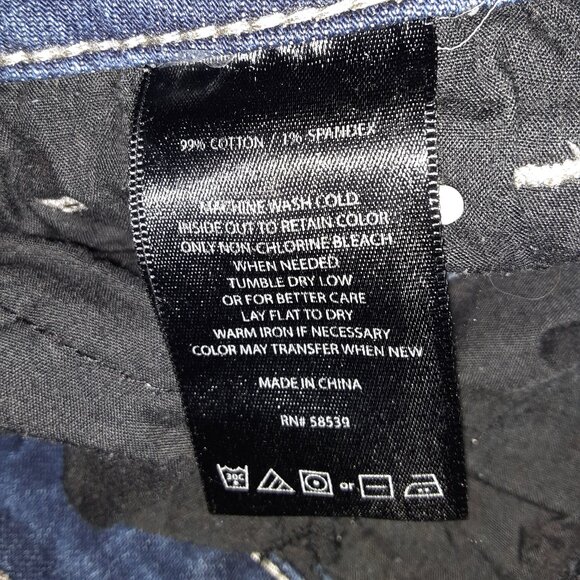 99% COTTON / 1% SPANDEX
MACHINE WASH COLD
INSIDE OUT TO RETAIN COLOR
ONLY NON-CHLORINE BLEACH
WHEN NEEDED
TUMBLE DRY LOW
OR FOR BETTER CARE
LAY FLAT TO DRY
WARM IRON IF NECESSARY
COLOR MAY TRANSFER WHEN NEW
MADE IN CHINA
RN# 58539
30C or